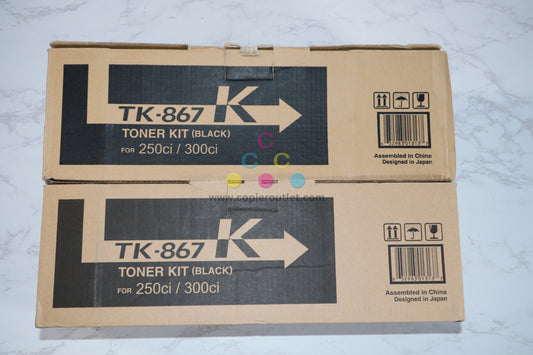 TK-867 K
TONER KIT (BLACK)
FOR 250ci / 300ci
Assembled in China
Designed in Japan
C
C C
www.copieroutlet.com
TK-867 K
TONER KIT (BLACK)
FOR 250ci / 300ci
Assembled in China
Designed in Japan